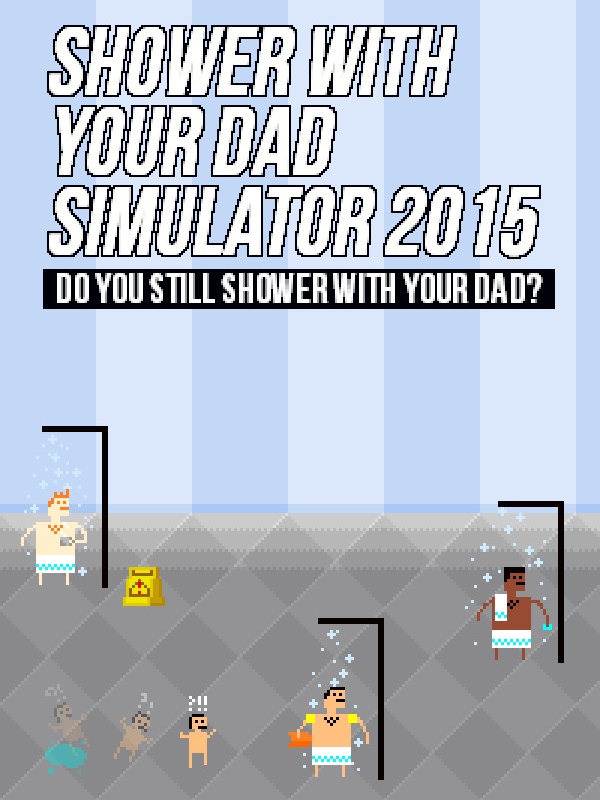 SHOWER WITH
YOUR DAD
SIMULATOR 2015
DO YOU STILL SHOWER WITH YOUR DAD?
?!!